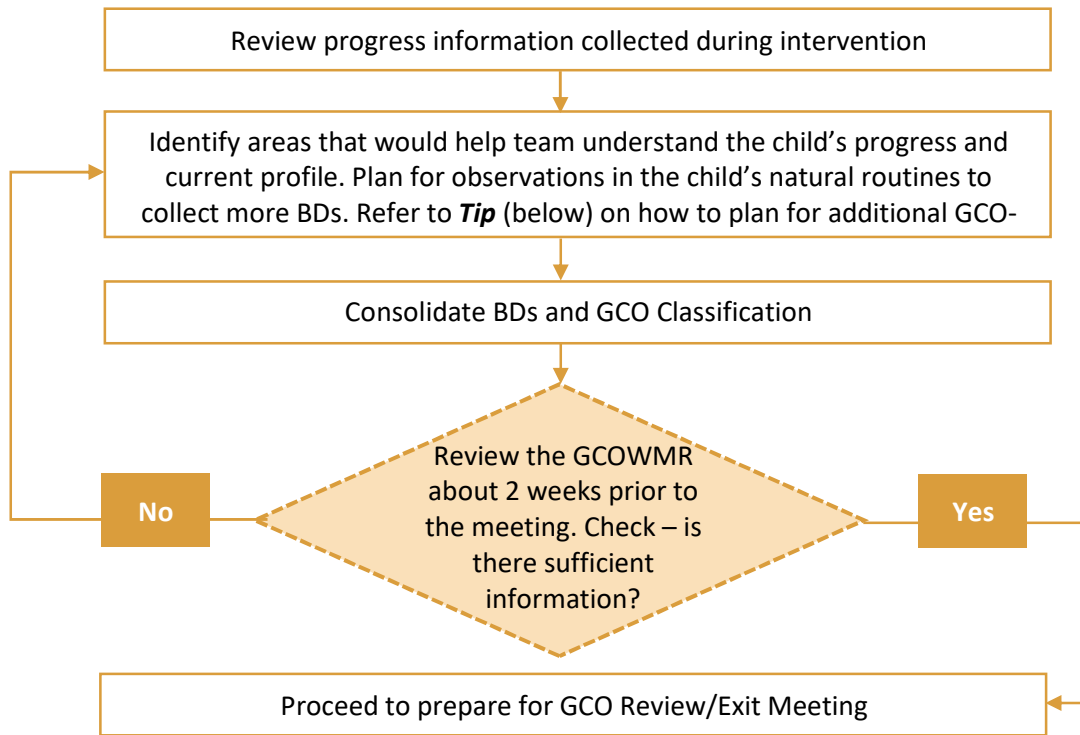 Review progress information collected during intervention
Identify areas that would help team understand the child’s progress and
current profile. Plan for observations in the child’s natural routines to
collect more BDs. Refer to Tip (below) on how to plan for additional GCO-
Consolidate BDs and GCO Classification
Review the GCOWMR
about 2 weeks prior to
the meeting. Check – is
there sufficient
information?
No
Yes
Proceed to prepare for GCO Review/Exit Meeting